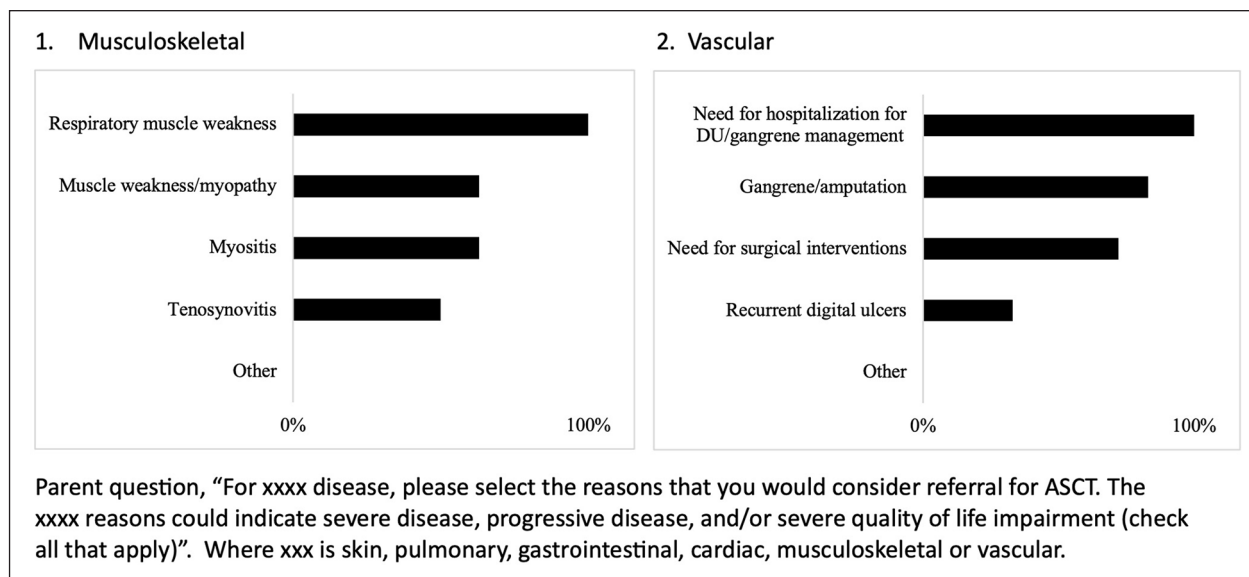 1. Musculoskeletal
Respiratory muscle weakness
Muscle weakness/myopathy
Myositis
Tenosynovitis
Other
0%
100%
2. Vascular
Need for hospitalization for
DU/gangrene management
Gangrene/amputation
Need for surgical interventions
Recurrent digital ulcers
Other
0%
100%
Parent question, “For xxxx disease, please select the reasons that you would consider referral for ASCT. The
xxxx reasons could indicate severe disease, progressive disease, and/or severe quality of life impairment (check
all that apply)”. Where xxx is skin, pulmonary, gastrointestinal, cardiac, musculoskeletal or vascular.